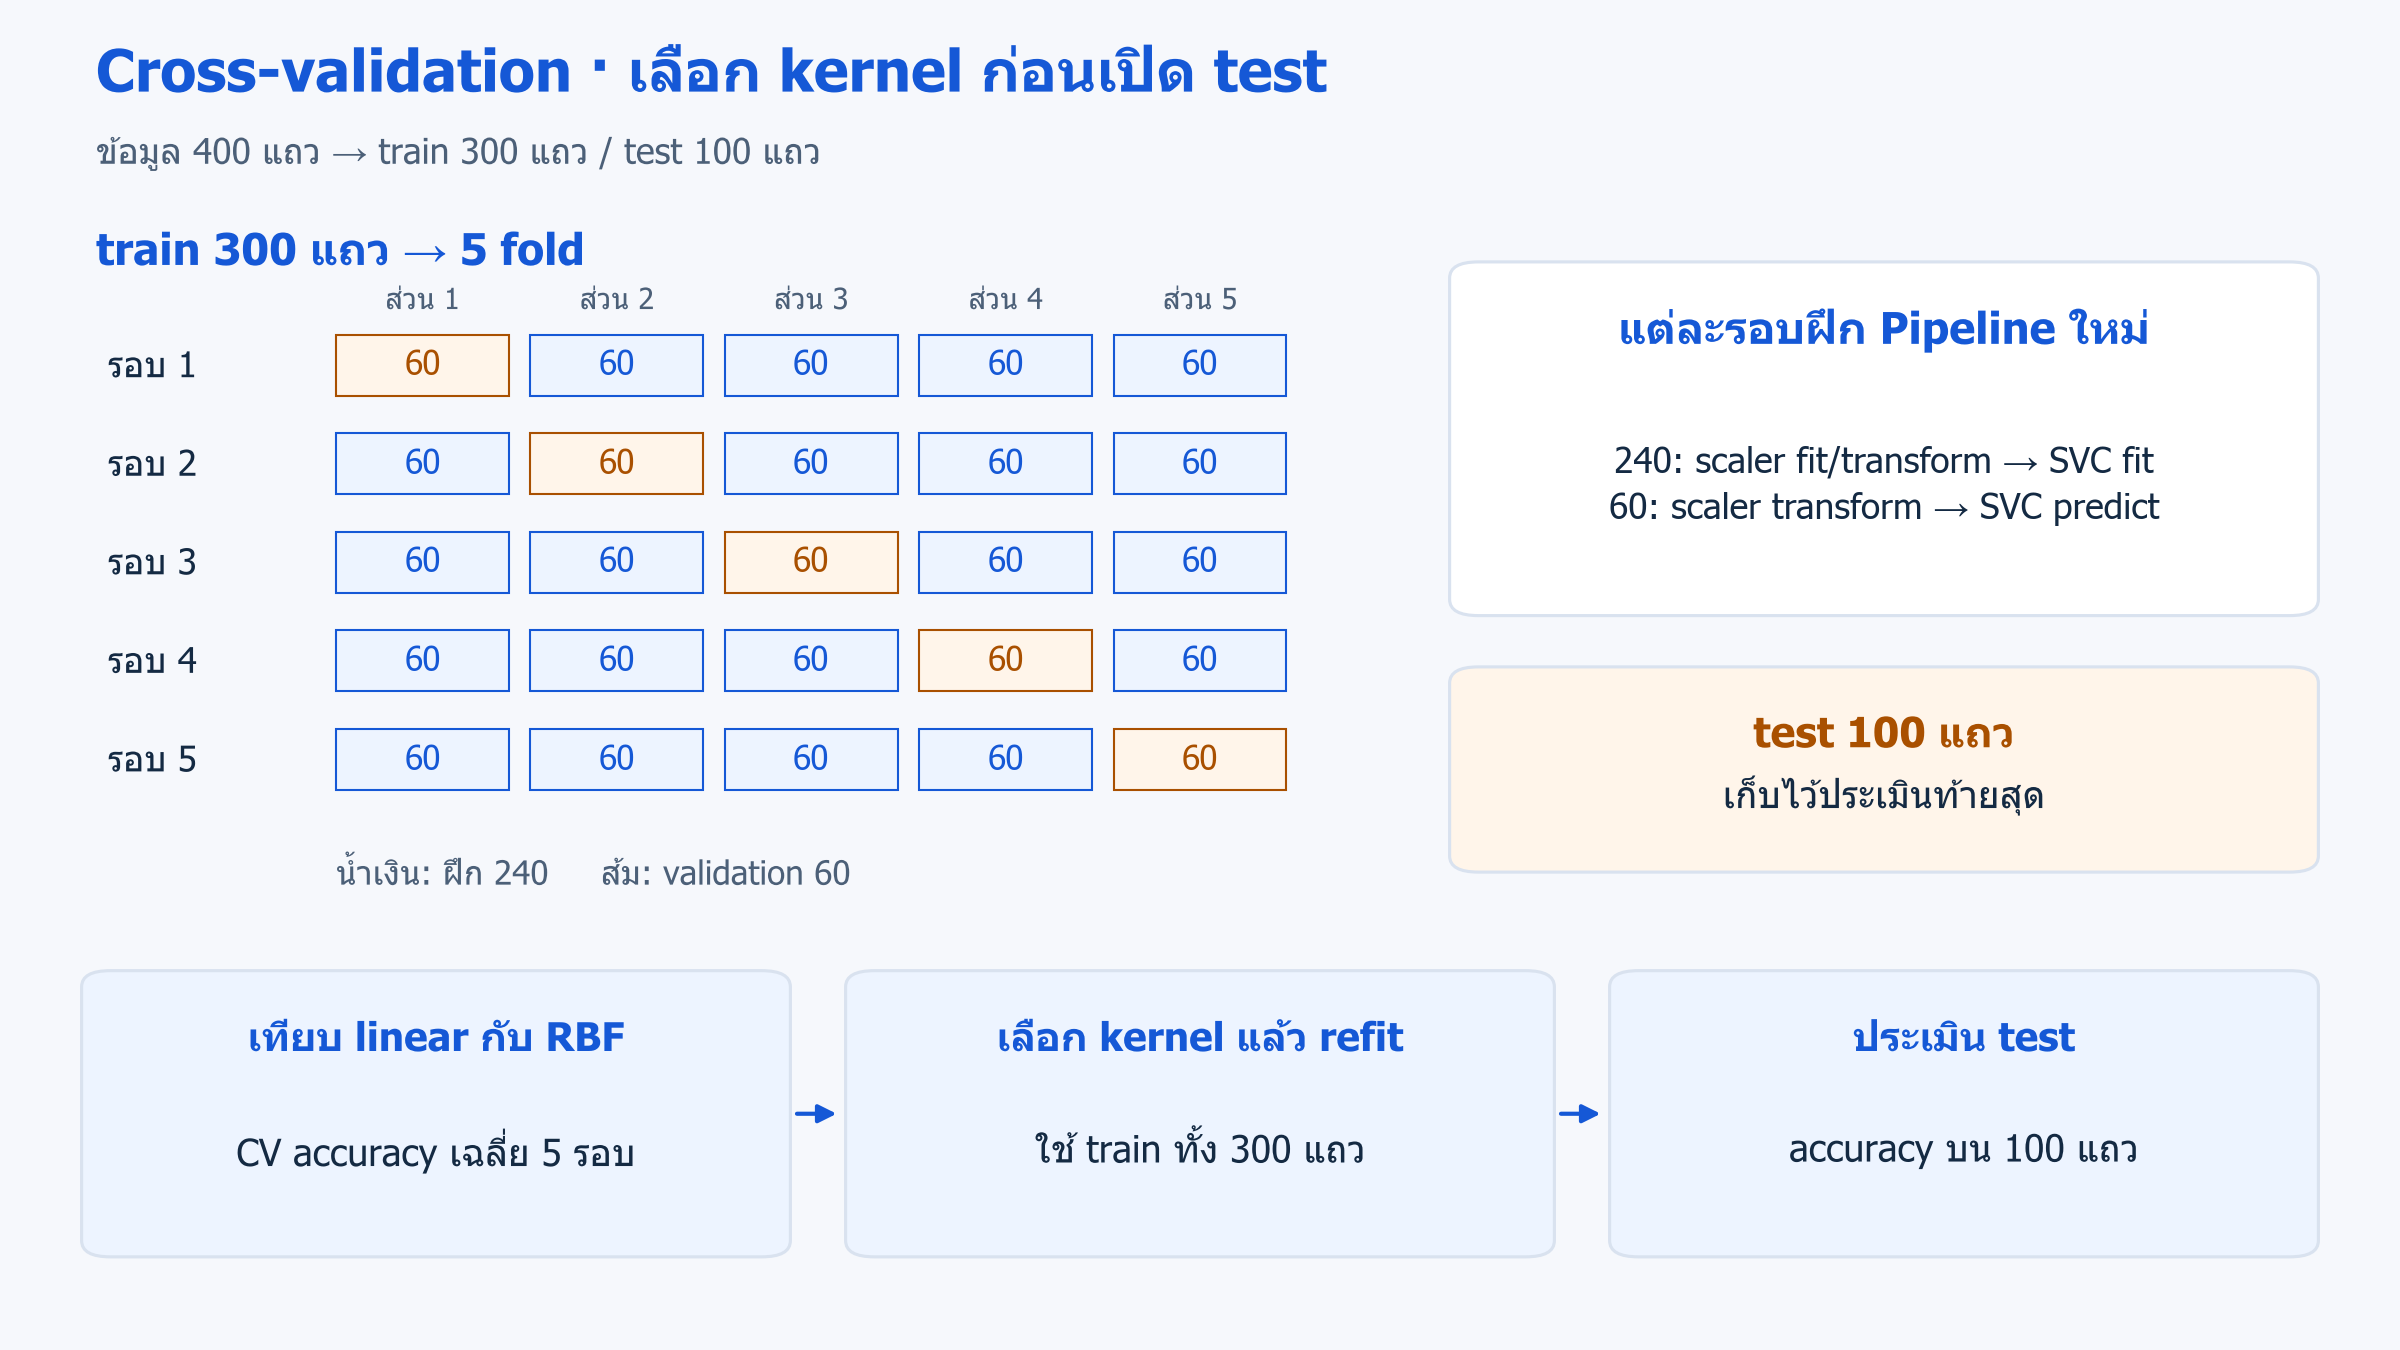 Cross-validation · เลือก kernel ก่อนเปิด test
ข้อมูล 400 แถว → train 300 แถว / test 100 แถว
train 300 แถว → 5 fold
ส่วน 1 ส่วน 2 ส่วน 3 ส่วน 4 ส่วน 5
รอบ 1 60 60 60 60 60
รอบ 2 60 60 60 60 60
รอบ 3 60 60 60 60 60
รอบ 4 60 60 60 60 60
รอบ 5 60 60 60 60 60
น้ำเงิน: ฝึก 240 ส้ม: validation 60
แต่ละรอบฝึก Pipeline ใหม่
240: scaler fit/transform → SVC fit
60: scaler transform → SVC predict
test 100 แถว
เก็บไว้ประเมินท้ายสุด
เทียบ linear กับ RBF
CV accuracy เฉลี่ย 5 รอบ
เลือก kernel แล้ว refit
ใช้ train ทั้ง 300 แถว
ประเมิน test
accuracy บน 100 แถว